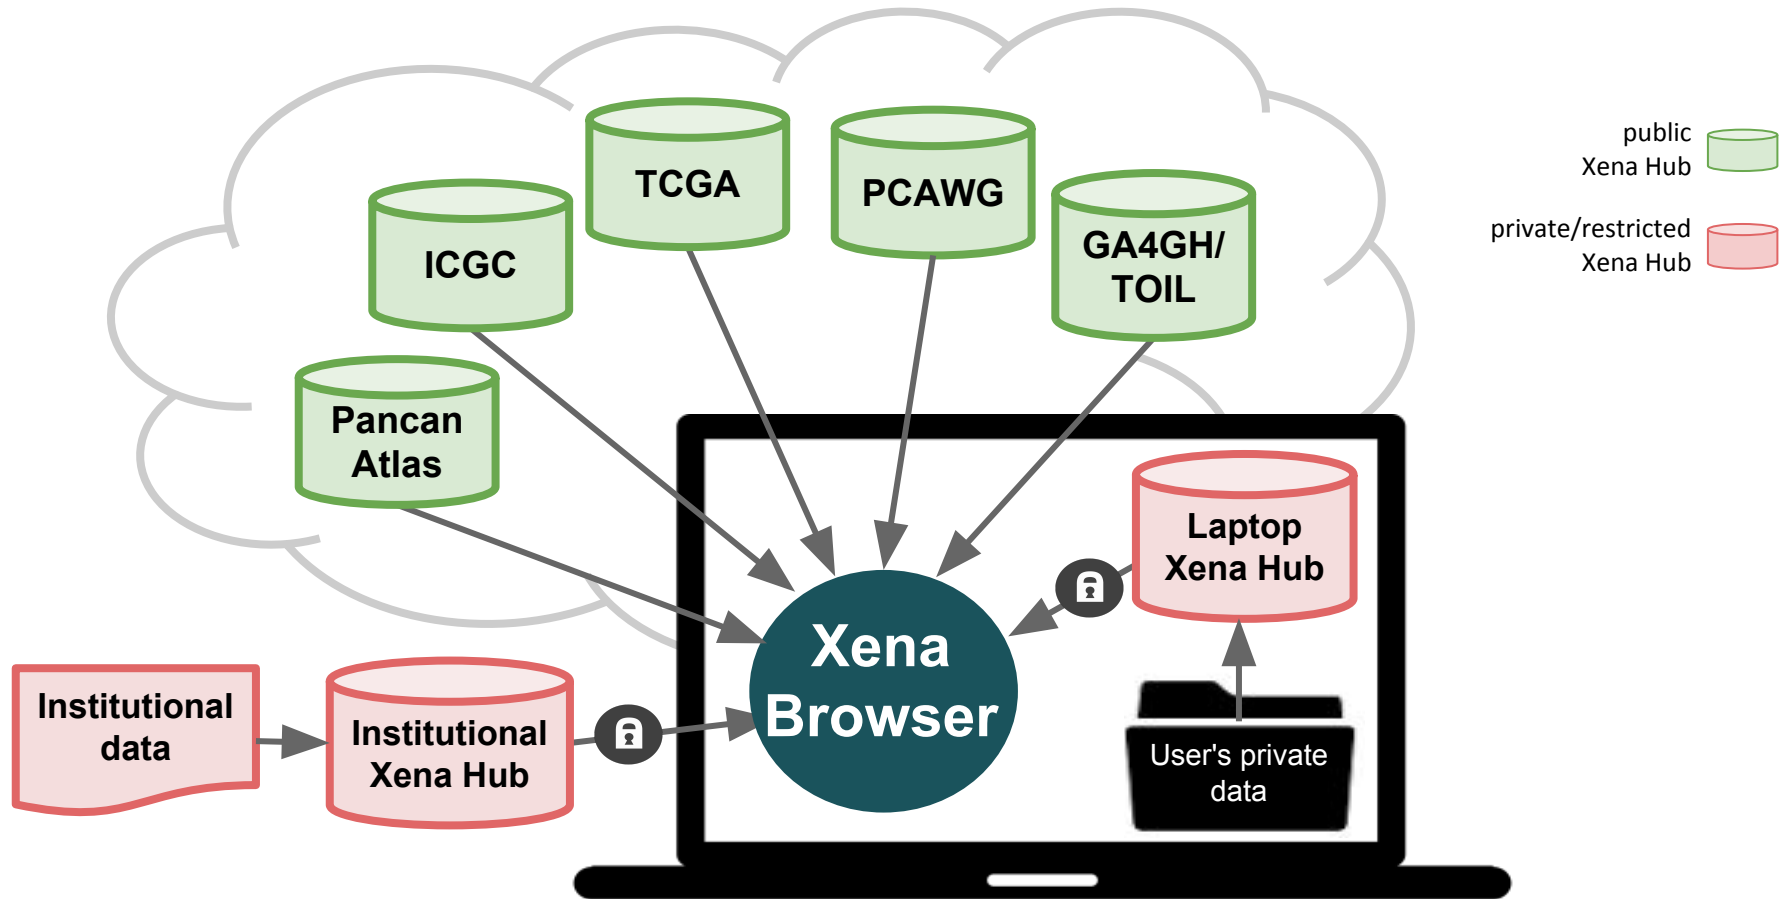 TCGA
PCAWG
public
Xena Hub
ICGC
GA4GH/
TOIL
private/restricted
Xena Hub
Pancan
Atlas
Laptop
Xena Hub
Xena
Browser
Institutional
data
Institutional
Xena Hub
User's private
data